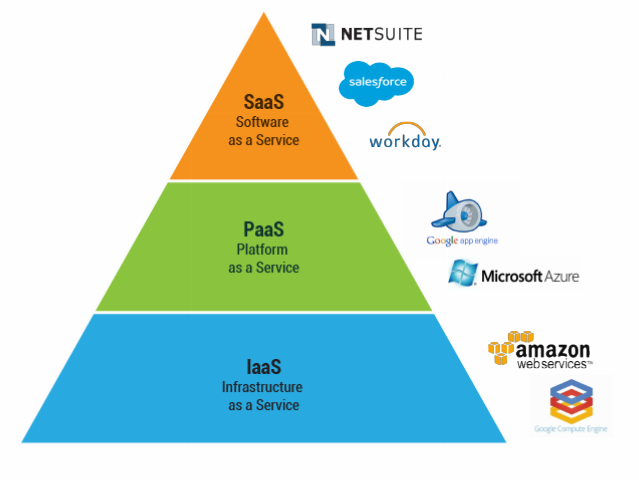 NETSUITE
salesforce
SaaS
Software
as a Service
workday.
PaaS
Platform
as a Service
Google app engine
Microsoft Azure
IaaS
Infrastructure
as a Service
amazon
webservices™
Google Compute Engine